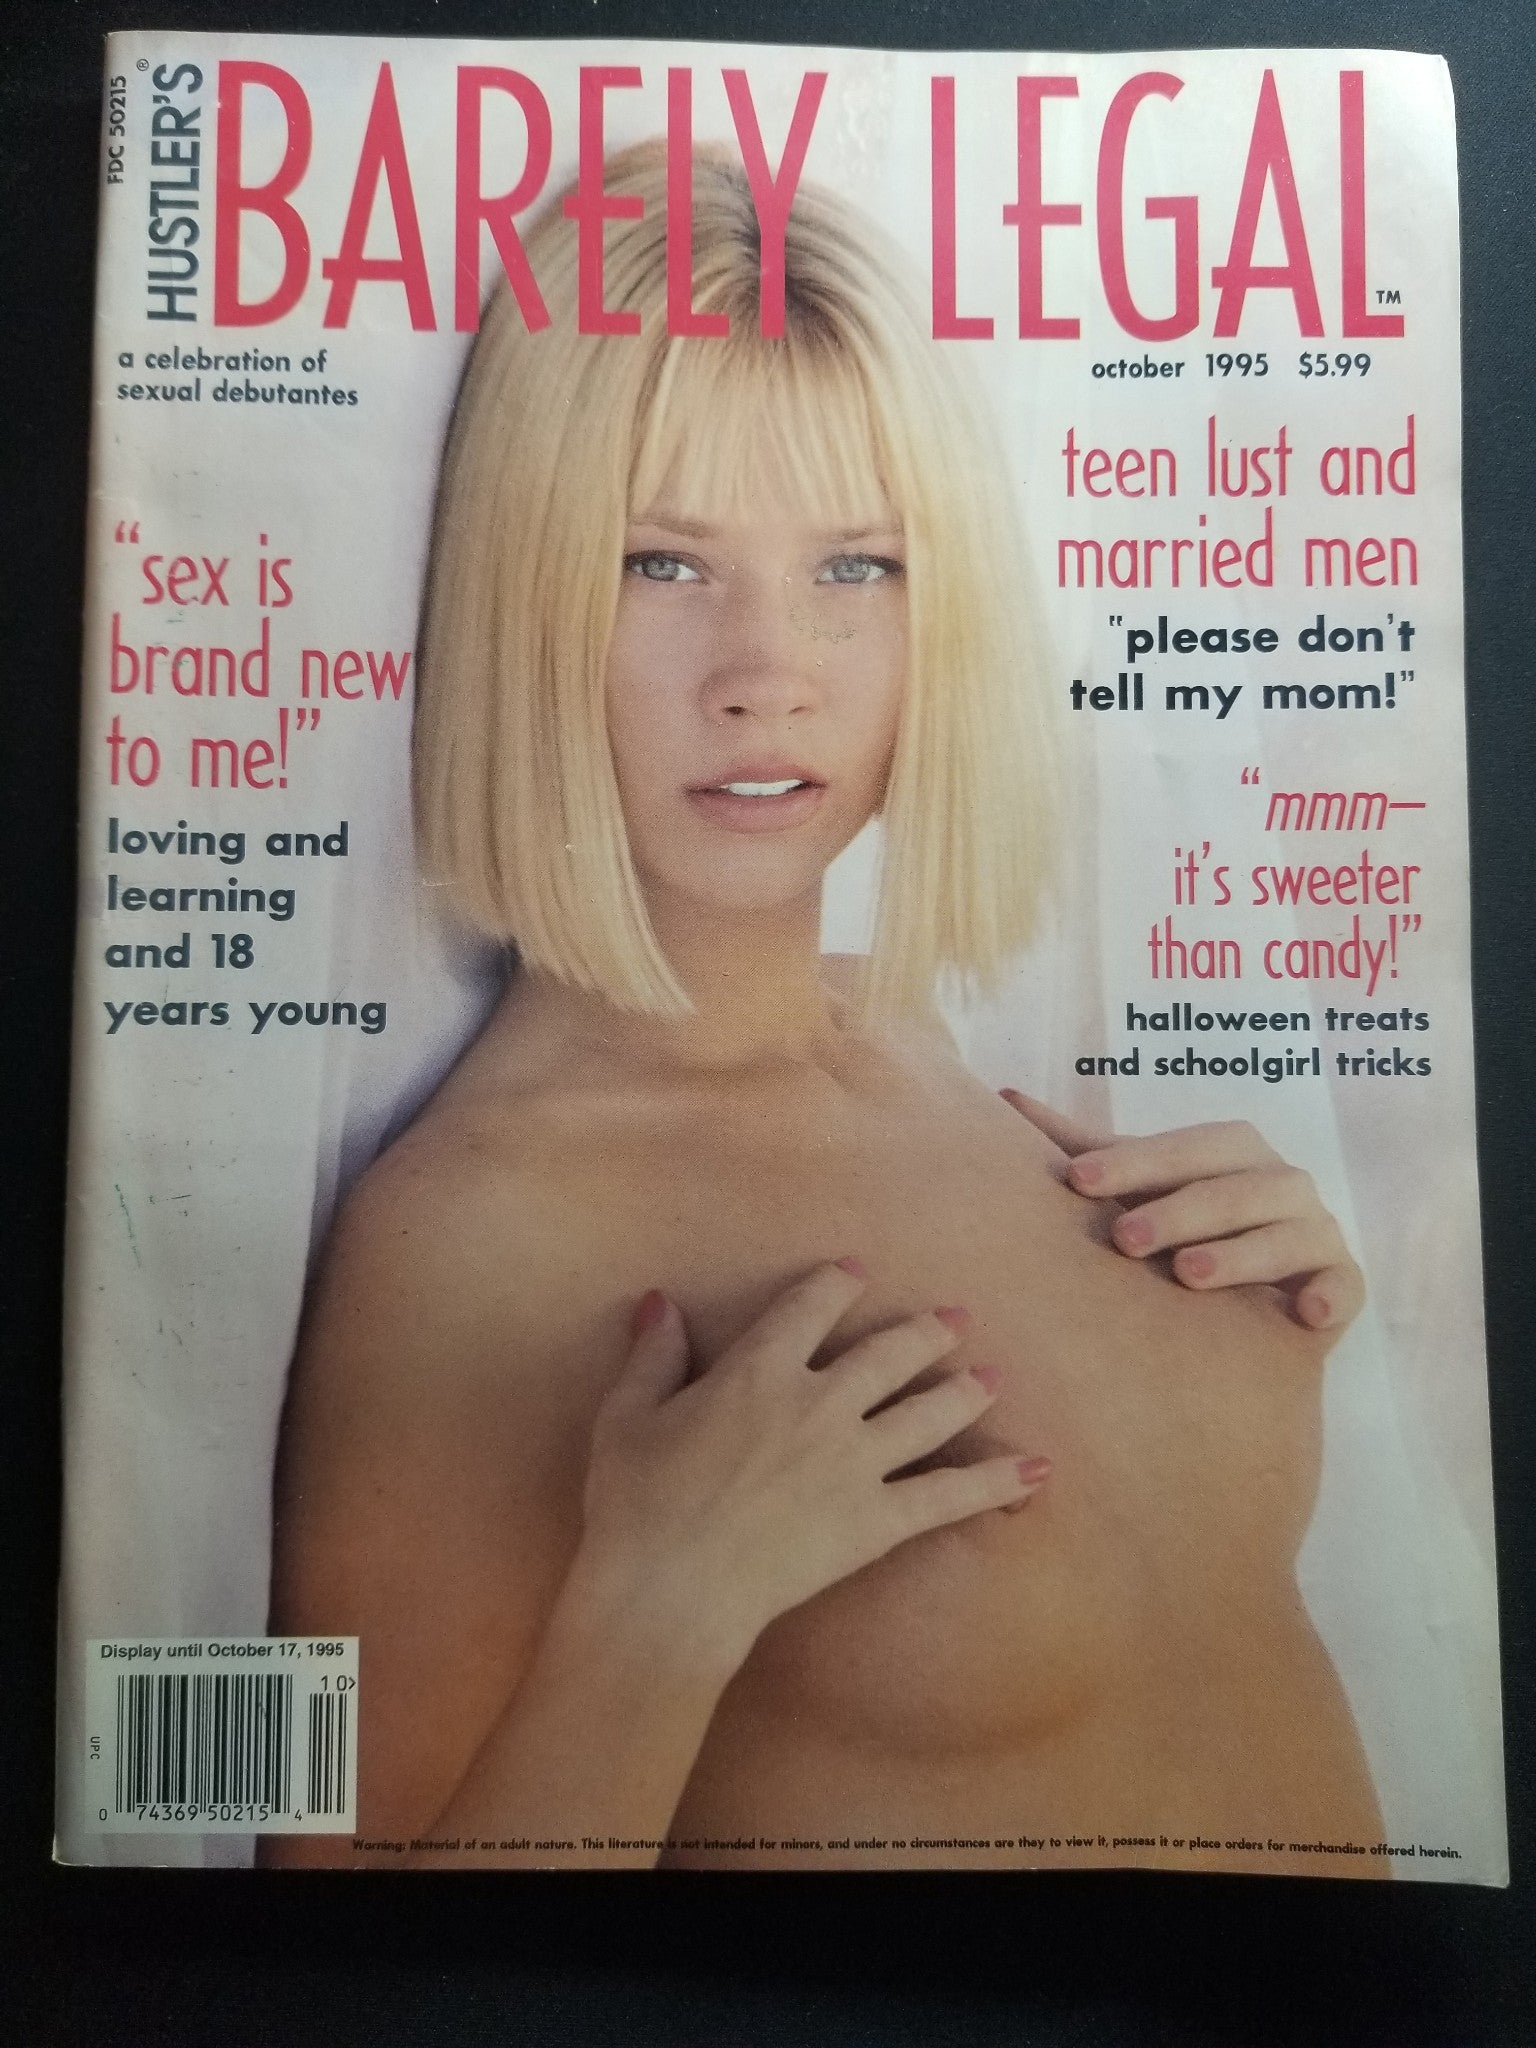 FDC 50215
HUSTLER'S®
BARELY LEGAL™
a celebration of
sexual debutantes
october 1995 $5.99
"sex is
brand new
to me!"
loving and
learning
and 18
years young
teen lust and
married men
"please don't
tell my mom!"
"mmm–
it's sweeter
than candy!"
halloween treats
and schoolgirl tricks
Display until October 17, 1995
10>
UPC
0 74369 50215 4
Warning: Material of an adult nature. This literature is not intended for minors, and under no circumstances are they to view it, possess it or place orders for merchandise offered herein.